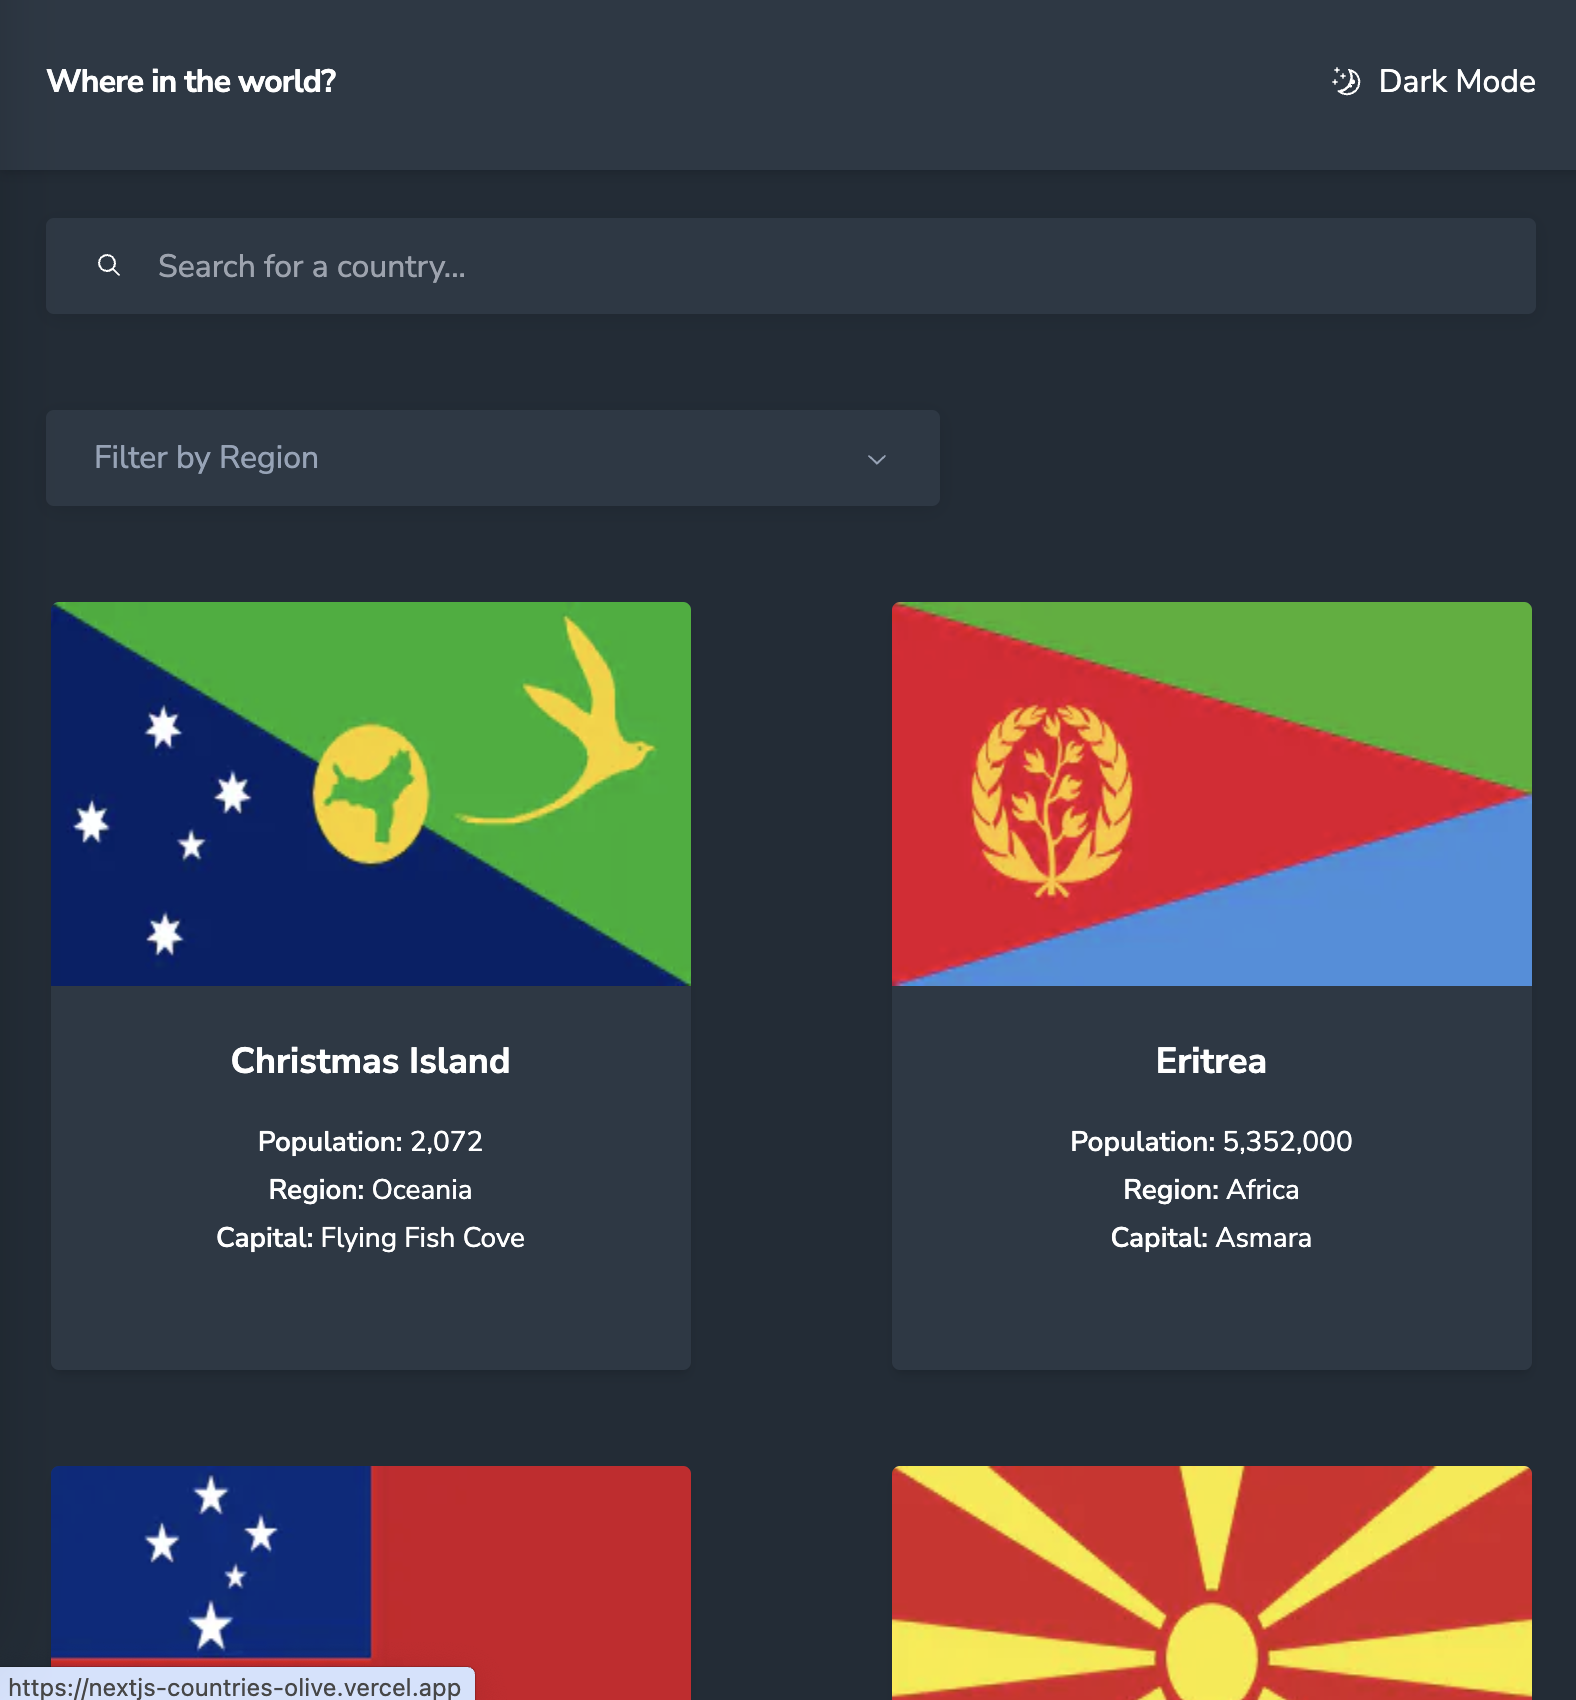 Where in the world?
Dark Mode
Search for a country...
Filter by Region
Christmas Island
Population: 2,072
Region: Oceania
Capital: Flying Fish Cove
Eritrea
Population: 5,352,000
Region: Africa
Capital: Asmara
https://nextjs-countries-olive.vercel.app